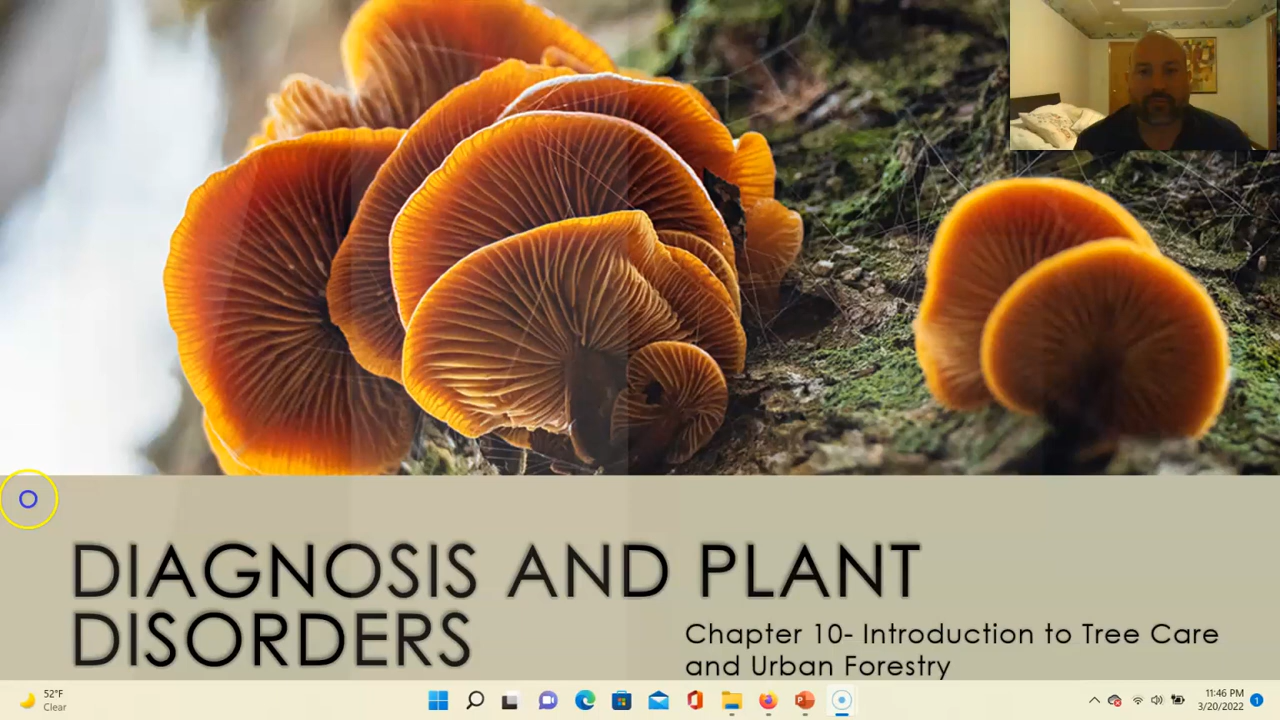 DIAGNOSIS AND PLANT
DISORDERS
Chapter 10- Introduction to Tree Care
and Urban Forestry
52°F
Clear
11:46 PM
3/20/2022
1